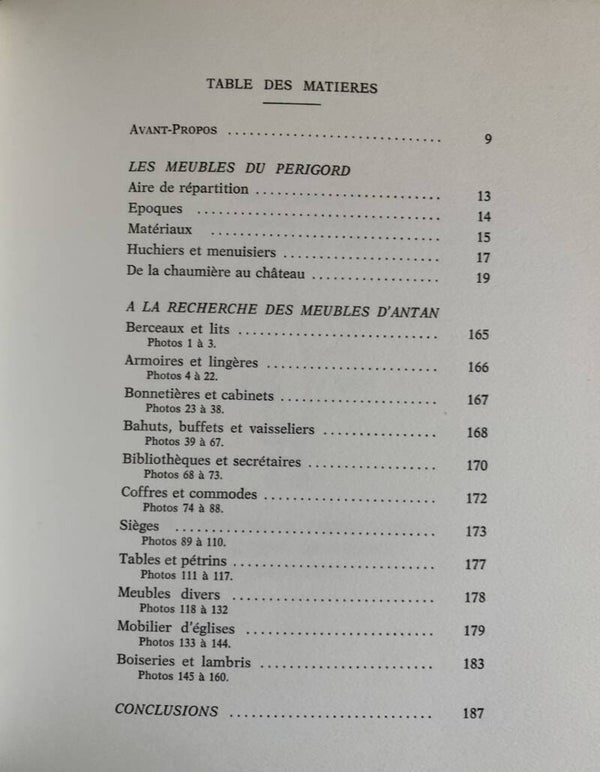 TABLE DES MATIERES
AVANT-PROPOS .............................. 9
LES MEUBLES DU PERIGORD
Aire de répartition .......................... 13
Epoques .................................. 14
Matériaux ................................ 15
Huchiers et menuisiers ....................... 17
De la chaumière au château .................. 19
A LA RECHERCHE DES MEUBLES D'ANTAN
Berceaux et lits ............................ 165
Photos 1 à 3.
Armoires et lingères ........................ 166
Photos 4 à 22.
Bonnetières et cabinets ...................... 167
Photos 23 à 38.
Bahuts, buffets et vaisseliers ................ 168
Photos 39 à 67.
Bibliothèques et secrétaires .................. 170
Photos 68 à 73.
Coffres et commodes ........................ 172
Photos 74 à 88.
Sièges .................................... 173
Photos 89 à 110.
Tables et pétrins ............................ 177
Photos 111 à 117.
Meubles divers ............................ 178
Photos 118 à 132
Mobilier d'églises .......................... 179
Photos 133 à 144.
Boiseries et lambris ........................ 183
Photos 145 à 160.
CONCLUSIONS ............................ 187